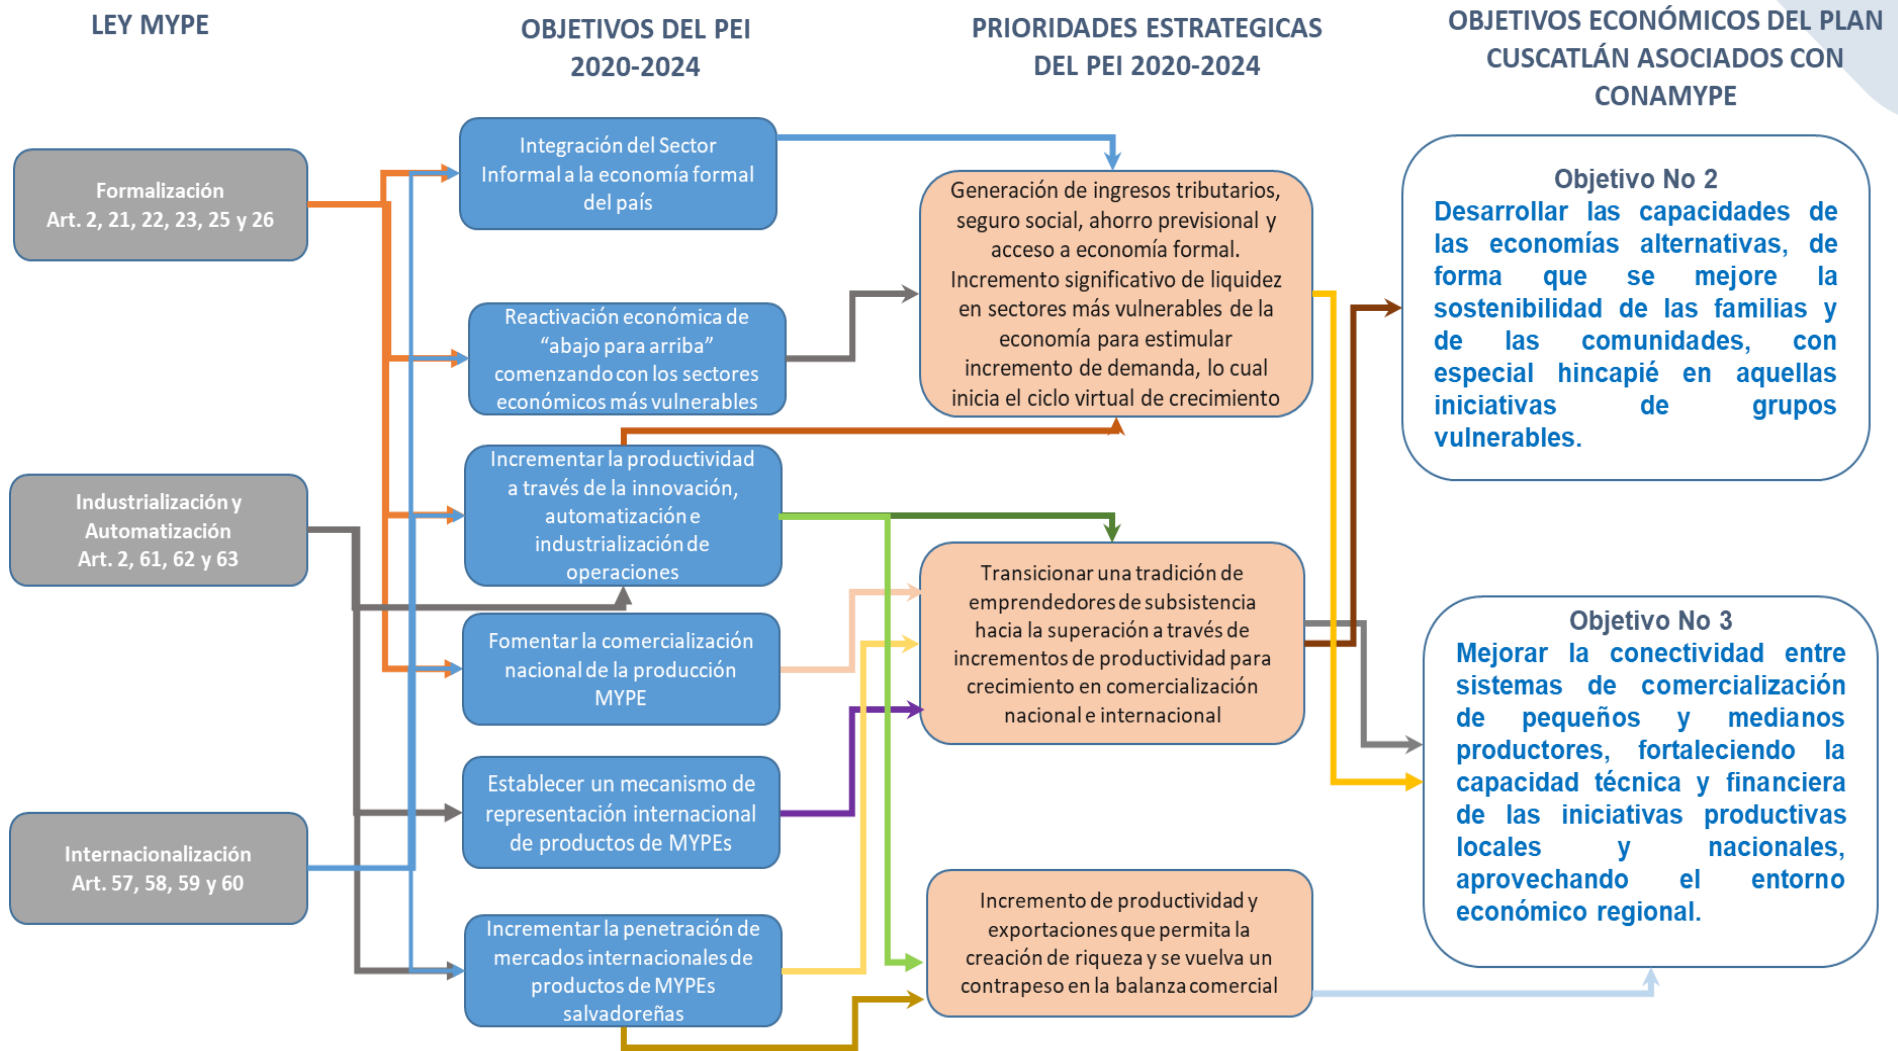 LEY MYPE
OBJETIVOS DEL PEI
2020-2024
PRIORIDADES ESTRATEGICAS
DEL PEI 2020-2024
OBJETIVOS ECONÓMICOS DEL PLAN
CUSCATLÁN ASOCIADOS CON
CONAMYPE
Formalización
Art. 2, 21, 22, 23, 25 y 26
Industrialización y
Automatización
Art. 2, 61, 62 y 63
Internacionalización
Art. 57, 58, 59 y 60
Integración del Sector
Informal a la economía formal
del país
Reactivación económica de
“abajo para arriba”
comenzando con los sectores
económicos más vulnerables
Incrementar la productividad
a través de la innovación,
automatización e
industrialización de
operaciones
Fomentar la comercialización
nacional de la producción
MYPE
Establecer un mecanismo de
representación internacional
de productos de MYPEs
Incrementar la penetración de
mercados internacionales de
productos de MYPEs
salvadoreñas
Generación de ingresos tributarios,
seguro social, ahorro previsional y
acceso a economía formal.
Incremento significativo de liquidez
en sectores más vulnerables de la
economía para estimular
incremento de demanda, lo cual
inicia el ciclo virtual de crecimiento
Transicionar una tradición de
emprendedores de subsistencia
hacia la superación a través de
incrementos de productividad para
crecimiento en comercialización
nacional e internacional
Incremento de productividad y
exportaciones que permita la
creación de riqueza y se vuelva un
contrapeso en la balanza comercial
Objetivo No 2
Desarrollar las capacidades de
las economías alternativas, de
forma que se mejore la
sostenibilidad de las familias y
de las comunidades, con
especial hincapié en aquellas
iniciativas de grupos
vulnerables.
Objetivo No 3
Mejorar la conectividad entre
sistemas de comercialización
de pequeños y medianos
productores, fortaleciendo la
capacidad técnica y financiera
de las iniciativas productivas
locales y nacionales,
aprovechando el entorno
económico regional.